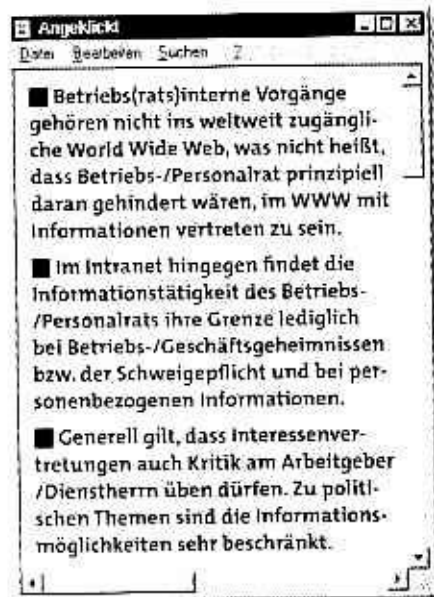 Angeklickt
Datei Bearbeiten Suchen ?
Betriebs(rats)interne Vorgänge
gehören nicht ins weltweit zugängli-
che World Wide Web, was nicht heißt,
dass Betriebs-/Personalrat prinzipiell
daran gehindert wären, im WWW mit
Informationen vertreten zu sein.
Im Intranet hingegen findet die
Informationstätigkeit des Betriebs-
/Personalrats ihre Grenze lediglich
bei Betriebs-/Geschäftsgeheimnissen
bzw. der Schweigepflicht und bei per-
sonenbezogenen Informationen.
Generell gilt, dass Interessenver-
tretungen auch Kritik am Arbeitgeber
/Dienstherrn üben dürfen. Zu politi-
schen Themen sind die Informations-
möglichkeiten sehr beschränkt.